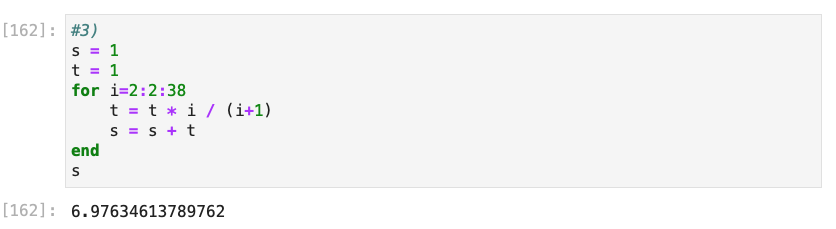 [162]: #3)
s = 1
t = 1
for i=2:2:38
    t = t * i / (i+1)
    s = s + t
end
s
[162]: 6.97634613789762